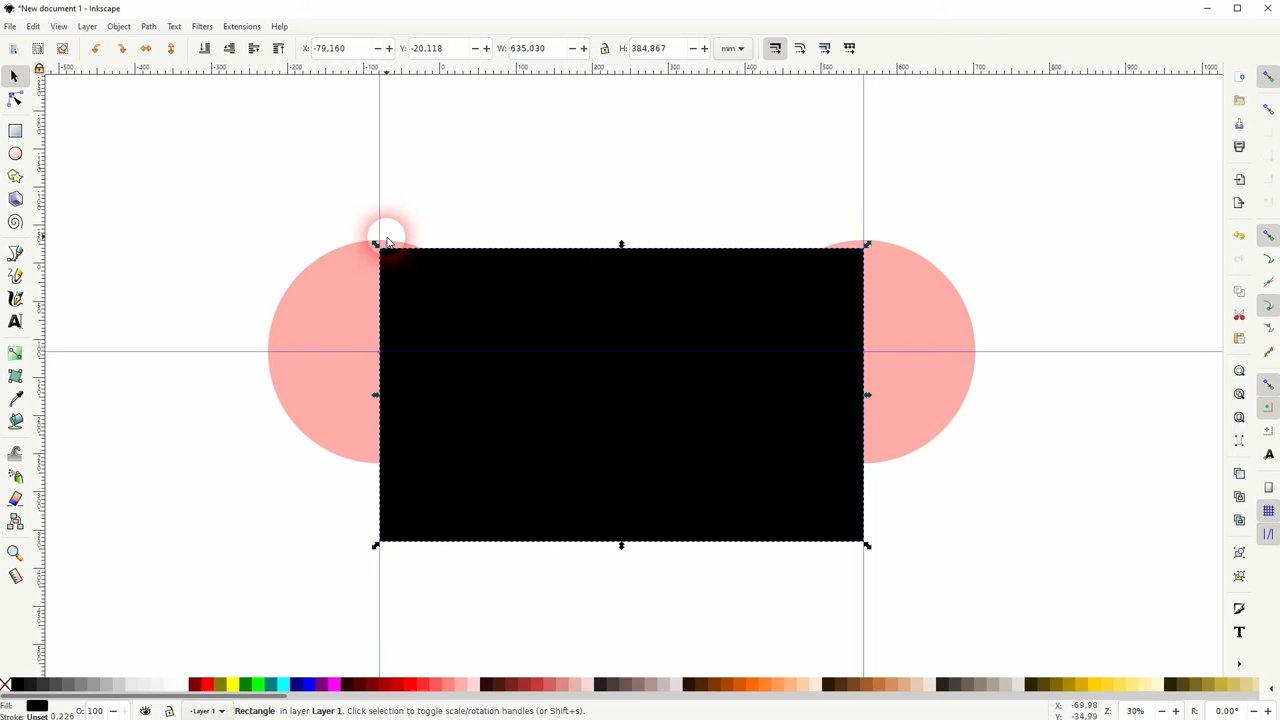 *New document 1 - Inkscape
File Edit View Layer Object Path Text Filters Extensions Help
X: -79,160 Y: -20,118 W: 635,030 H: 384,867 mm
-500 -400 -300 -200 -100 0 100 200 300 400 500 600 700 800 900 1000
Fill: O: 100 Layer 1 Rectangle in layer Layer 1. Click selection to toggle scale/rotation handles (or Shift+s). X: -69.98 Z: 30% R: 0.00°
Stroke: Unset 0,226 Y: -34.99